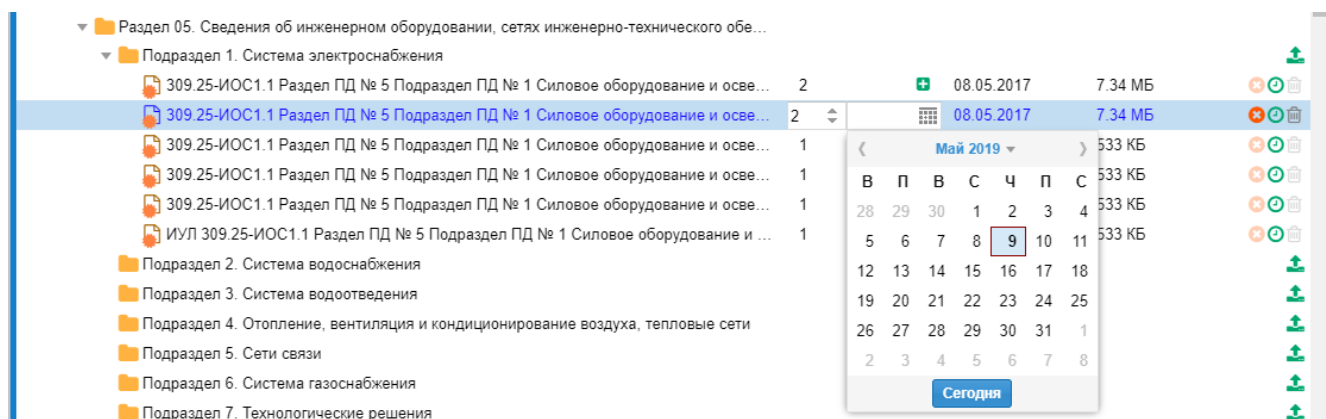 Раздел 05. Сведения об инженерном оборудовании, сетях инженерно-технического обе...
Подраздел 1. Система электроснабжения
309.25-ИОС1.1 Раздел ПД № 5 Подраздел ПД № 1 Силовое оборудование и осве... 2 08.05.2017 7.34 МБ
309.25-ИОС1.1 Раздел ПД № 5 Подраздел ПД № 1 Силовое оборудование и осве... 2 08.05.2017 7.34 МБ
309.25-ИОС1.1 Раздел ПД № 5 Подраздел ПД № 1 Силовое оборудование и осве... 1 533 КБ
309.25-ИОС1.1 Раздел ПД № 5 Подраздел ПД № 1 Силовое оборудование и осве... 1 533 КБ
309.25-ИОС1.1 Раздел ПД № 5 Подраздел ПД № 1 Силовое оборудование и осве... 1 533 КБ
ИУЛ 309.25-ИОС1.1 Раздел ПД № 5 Подраздел ПД № 1 Силовое оборудование и ... 1 533 КБ
Подраздел 2. Система водоснабжения
Подраздел 3. Система водоотведения
Подраздел 4. Отопление, вентиляция и кондиционирование воздуха, тепловые сети
Подраздел 5. Сети связи
Подраздел 6. Система газоснабжения
Подраздел 7. Технологические решения
Май 2019
В П В С Ч П С
28 29 30 1 2 3 4
5 6 7 8 9 10 11
12 13 14 15 16 17 18
19 20 21 22 23 24 25
26 27 28 29 30 31 1
2 3 4 5 6 7 8
Сегодня